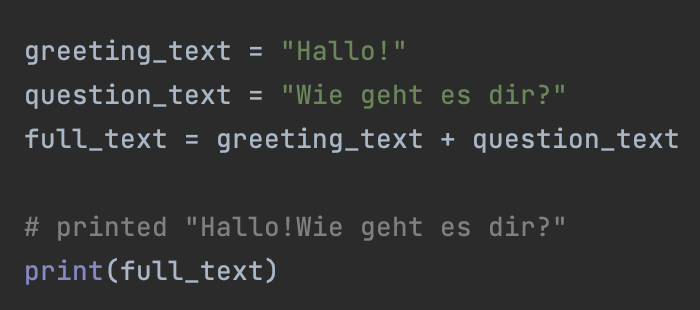 greeting_text = "Hallo!"
question_text = "Wie geht es dir?"
full_text = greeting_text + question_text
# printed "Hallo!Wie geht es dir?"
print(full_text)